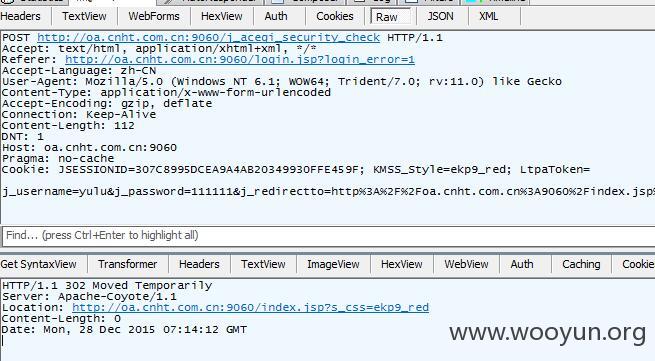 Headers TextView WebForms HexView Auth Cookies Raw JSON XML
POST http://oa.cnht.com.cn:9060/j_acegi_security_check HTTP/1.1
Accept: text/html, application/xhtml+xml, */*
Referer: http://oa.cnht.com.cn:9060/login.jsp?login_error=1
Accept-Language: zh-CN
User-Agent: Mozilla/5.0 (Windows NT 6.1; WOW64; Trident/7.0; rv:11.0) like Gecko
Content-Type: application/x-www-form-urlencoded
Accept-Encoding: gzip, deflate
Connection: Keep-Alive
Content-Length: 112
DNT: 1
Host: oa.cnht.com.cn:9060
Pragma: no-cache
Cookie: JSESSIONID=307C8995DCEA9A4AB20349930FFE459F; KMSS_Style=ekp9_red; LtpaToken=
j_username=yulu&j_password=111111&j_redirectto=http%3A%2F%2Foa.cnht.com.cn%3A9060%2Findex.jsp%
Find... (press Ctrl+Enter to highlight all)
Get SyntaxView Transformer Headers TextView ImageView HexView WebView Auth Caching Cookie
HTTP/1.1 302 Moved Temporarily
Server: Apache-Coyote/1.1
Location: http://oa.cnht.com.cn:9060/index.jsp?s_css=ekp9_red
Content-Length: 0
Date: Mon, 28 Dec 2015 07:14:12 GMT
www.wooyun.org